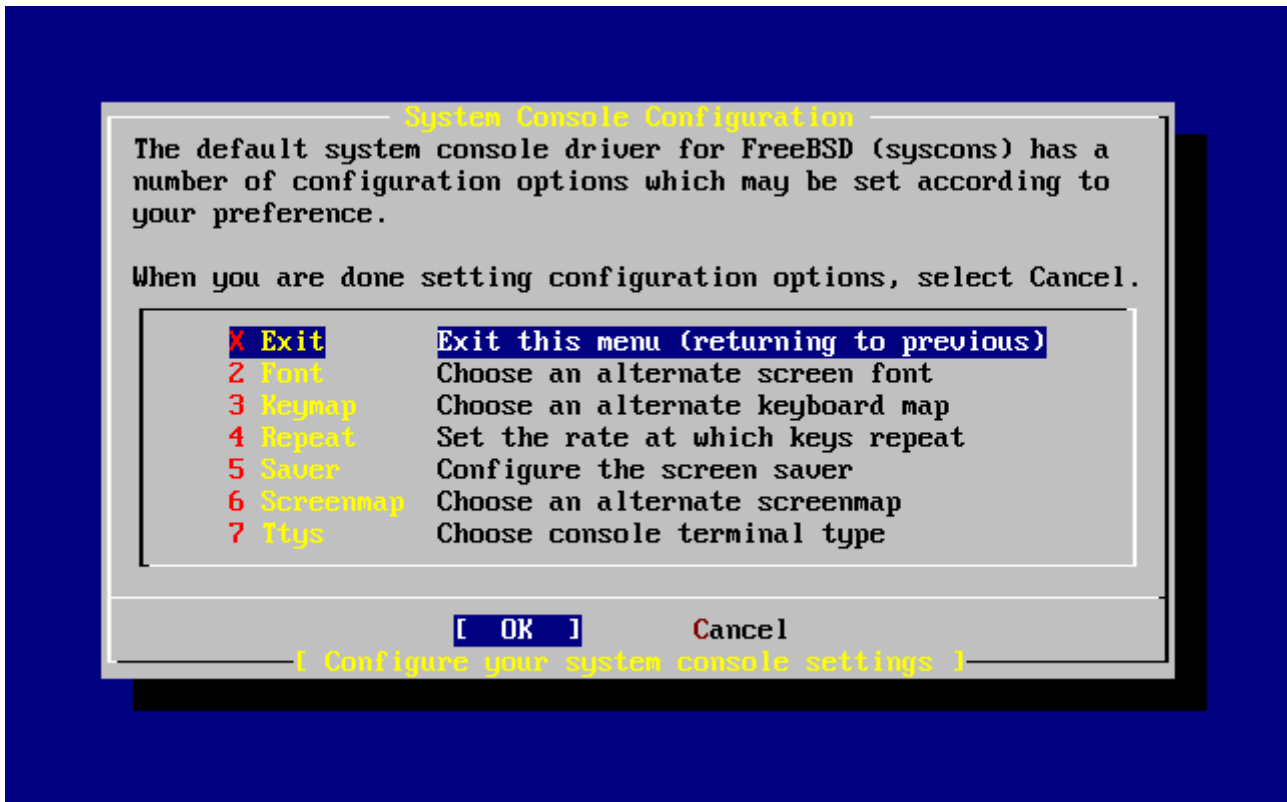 System Console Configuration
The default system console driver for FreeBSD (syscons) has a
number of configuration options which may be set according to
your preference.
When you are done setting configuration options, select Cancel.
X Exit Exit this menu (returning to previous)
2 Font Choose an alternate screen font
3 Keymap Choose an alternate keyboard map
4 Repeat Set the rate at which keys repeat
5 Saver Configure the screen saver
6 Screenmap Choose an alternate screenmap
7 Ttys Choose console terminal type
[ OK ] Cancel
[ Configure your system console settings ]